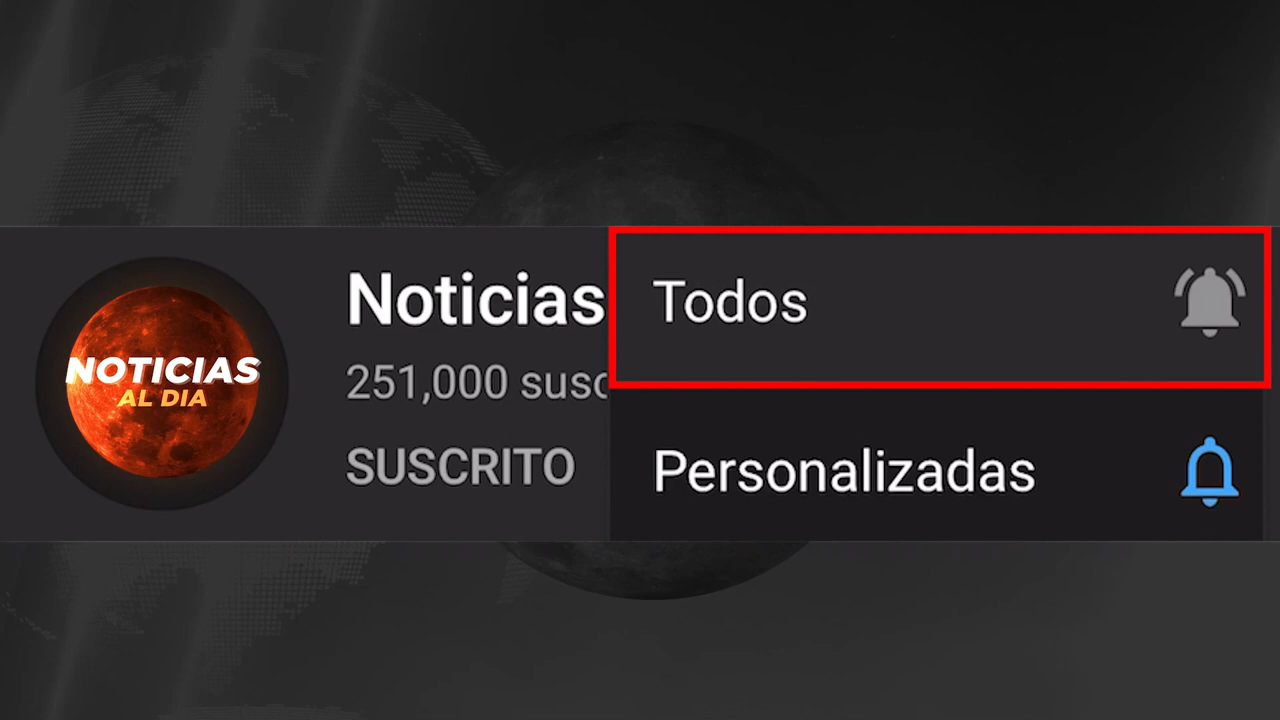 NOTICIAS
AL DIA
Noticias
251,000 susc
SUSCRITO
Todos
Personalizadas